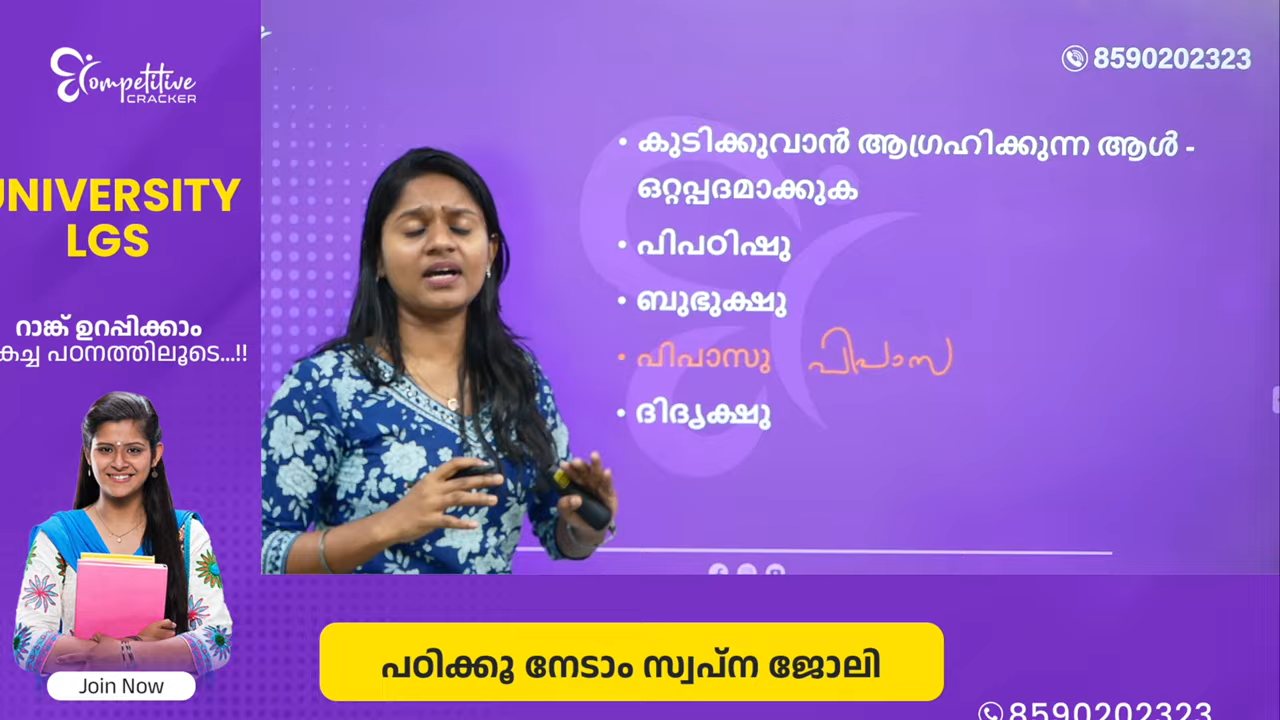 Competitive
CRACKER
UNIVERSITY
LGS
റാങ്ക് ഉറപ്പിക്കാം
പഠനത്തിലൂടെ...!!
Join Now
8590202323
• കുടിക്കുവാൻ ആഗ്രഹിക്കുന്ന ആൾ -
ഒറ്റപ്പദമാക്കുക
• പിപഠിഷു
• ബുഭുക്ഷു
• പിപാസു പിപാസ
• ദിദൃക്ഷു
പഠിക്കൂ നേടാം സ്വപ്ന ജോലി
8590202323